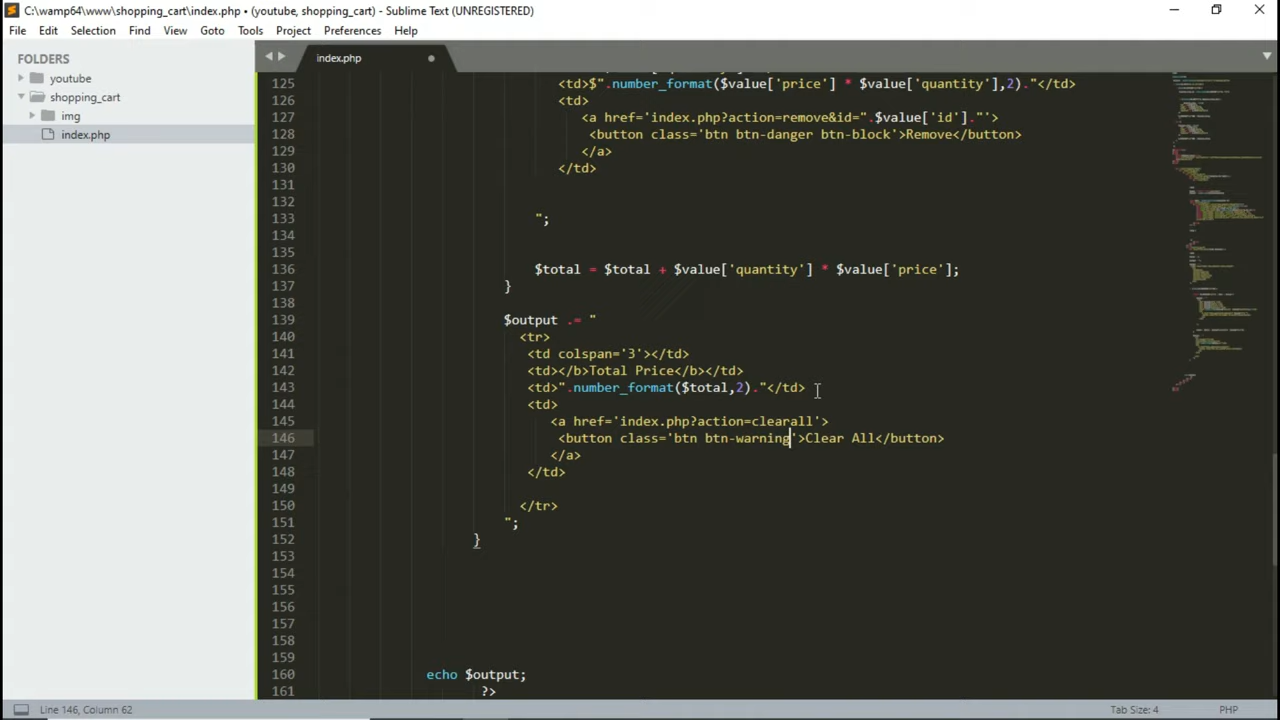 C:\wamp64\www\shopping_cart\index.php • (youtube, shopping_cart) - Sublime Text (UNREGISTERED)
File Edit Selection Find View Goto Tools Project Preferences Help
FOLDERS
youtube
shopping_cart
img
index.php
index.php
125 <td>$".number_format($value['price'] * $value['quantity'],2)."</td>
126 <td>
127 <a href='index.php?action=remove&id=".$value['id']."'>
128 <button class='btn btn-danger btn-block'>Remove</button>
129 </a>
130 </td>
131
132
133 ";
134
135
136 $total = $total + $value['quantity'] * $value['price'];
137 }
138
139 $output .= "
140 <tr>
141 <td colspan='3'></td>
142 <td></b>Total Price</b></td>
143 <td>".number_format($total,2)."</td>
144 <td>
145 <a href='index.php?action=clearall'>
146 <button class='btn btn-warning'>Clear All</button>
147 </a>
148 </td>
149
150 </tr>
151 ";
152 }
153
154
155
156
157
158
159
160 echo $output;
161 ?>
Line 146, Column 62 Tab Size: 4 PHP